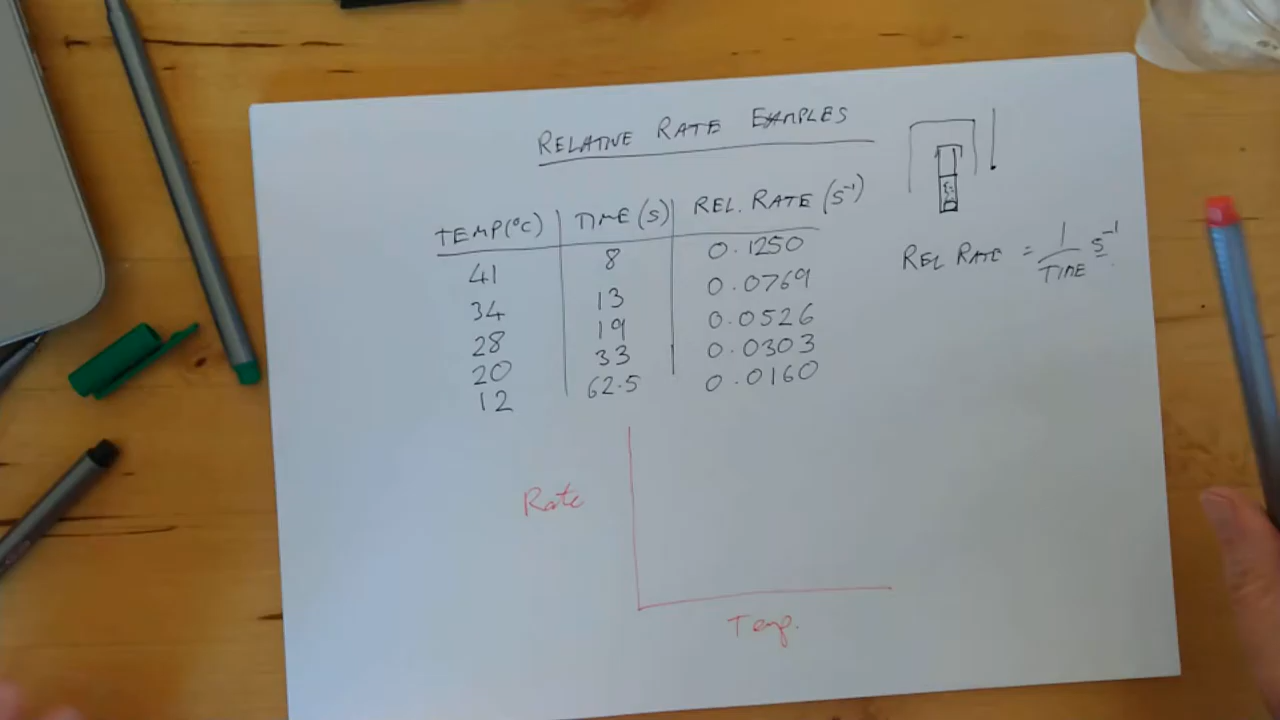 RELATIVE RATE EXAMPLES
TEMP(°C) TIME (S) REL. RATE (S⁻¹)
41 8 0.1250
34 13 0.0769
28 19 0.0526
20 33 0.0303
12 62.5 0.0160
REL RATE = 1/TIME S⁻¹
Rate
Temp.